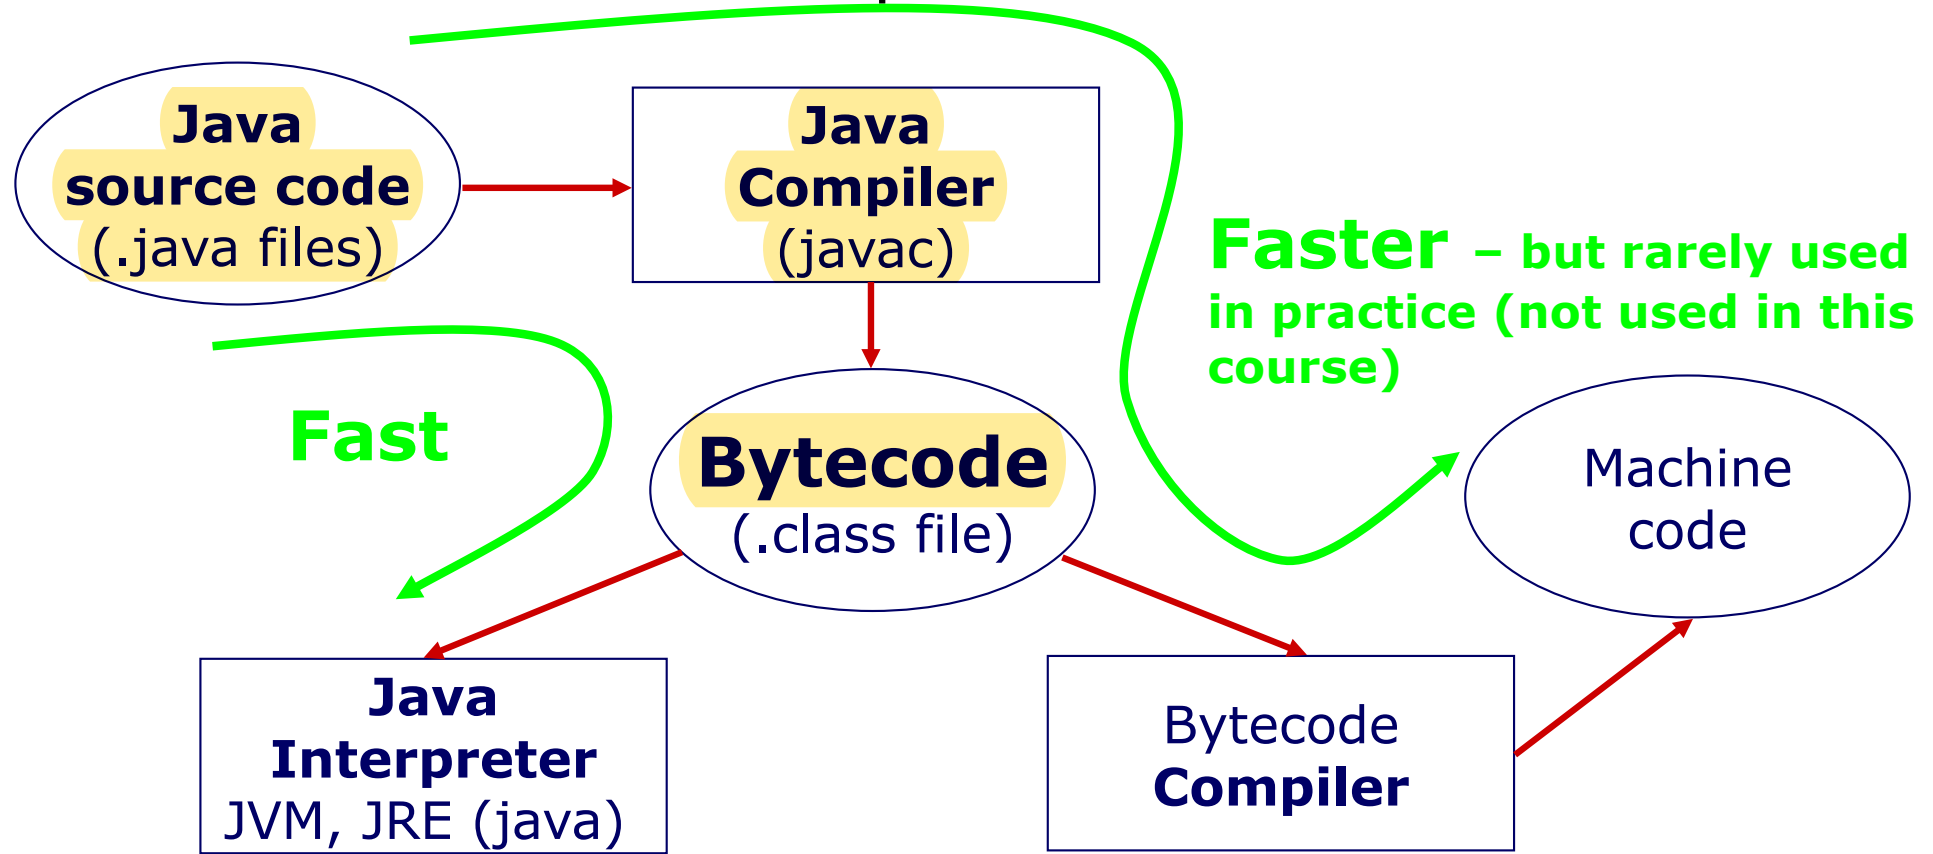 Java
source code
(.java files)
Java
Compiler
(javac)
Faster – but rarely used
in practice (not used in this
course)
Fast
Bytecode
(.class file)
Machine
code
Java
Interpreter
JVM, JRE (java)
Bytecode
Compiler